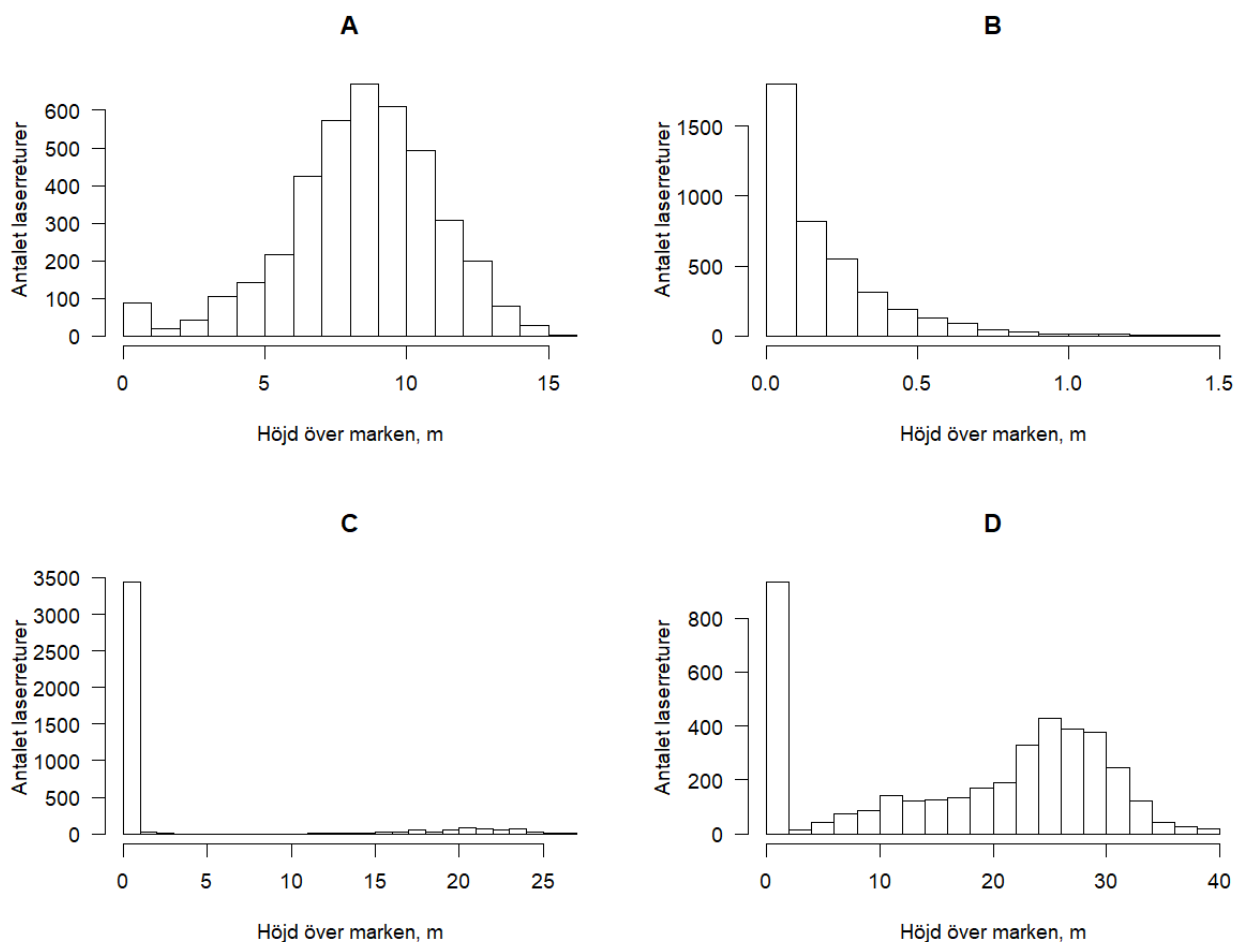 A
Antalet laserreturer
600
500
400
300
200
100
0
0 5 10 15
Höjd över marken, m
B
Antalet laserreturer
1500
1000
500
0
0.0 0.5 1.0 1.5
Höjd över marken, m
C
Antalet laserreturer
3500
3000
2500
2000
1500
1000
500
0
0 5 10 15 20 25
Höjd över marken, m
D
Antalet laserreturer
800
600
400
200
0
0 10 20 30 40
Höjd över marken, m